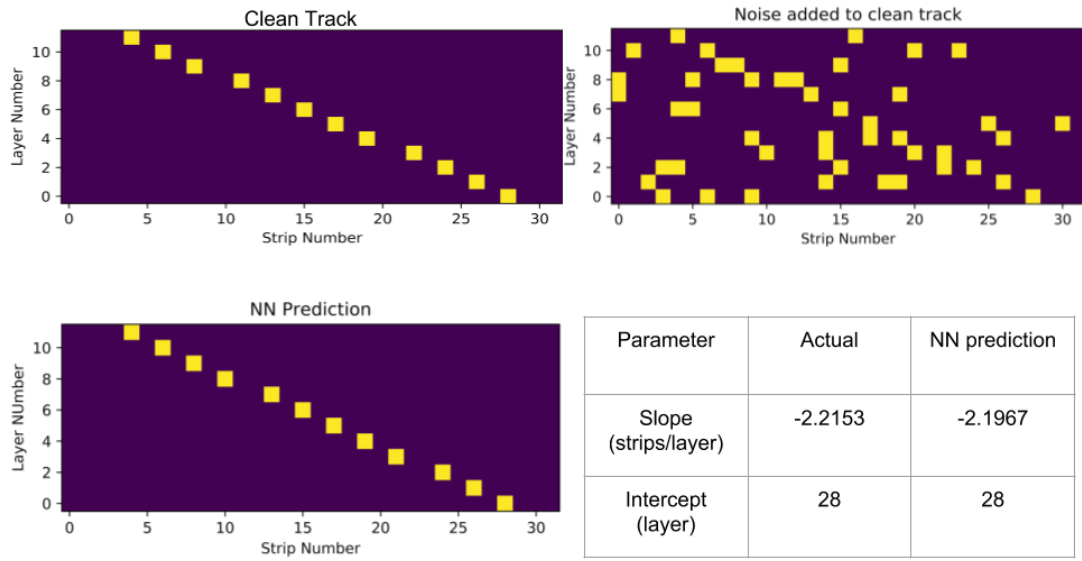 Clean Track
Layer Number
10
8
6
4
2
0
0 5 10 15 20 25 30
Strip Number
Noise added to clean track
Layer Number
10
8
6
4
2
0
0 5 10 15 20 25 30
Strip Number
NN Prediction
Layer NUmber
10
8
6
4
2
0
0 5 10 15 20 25 30
Strip Number
Parameter Actual NN prediction
Slope
(strips/layer) -2.2153 -2.1967
Intercept
(layer) 28 28